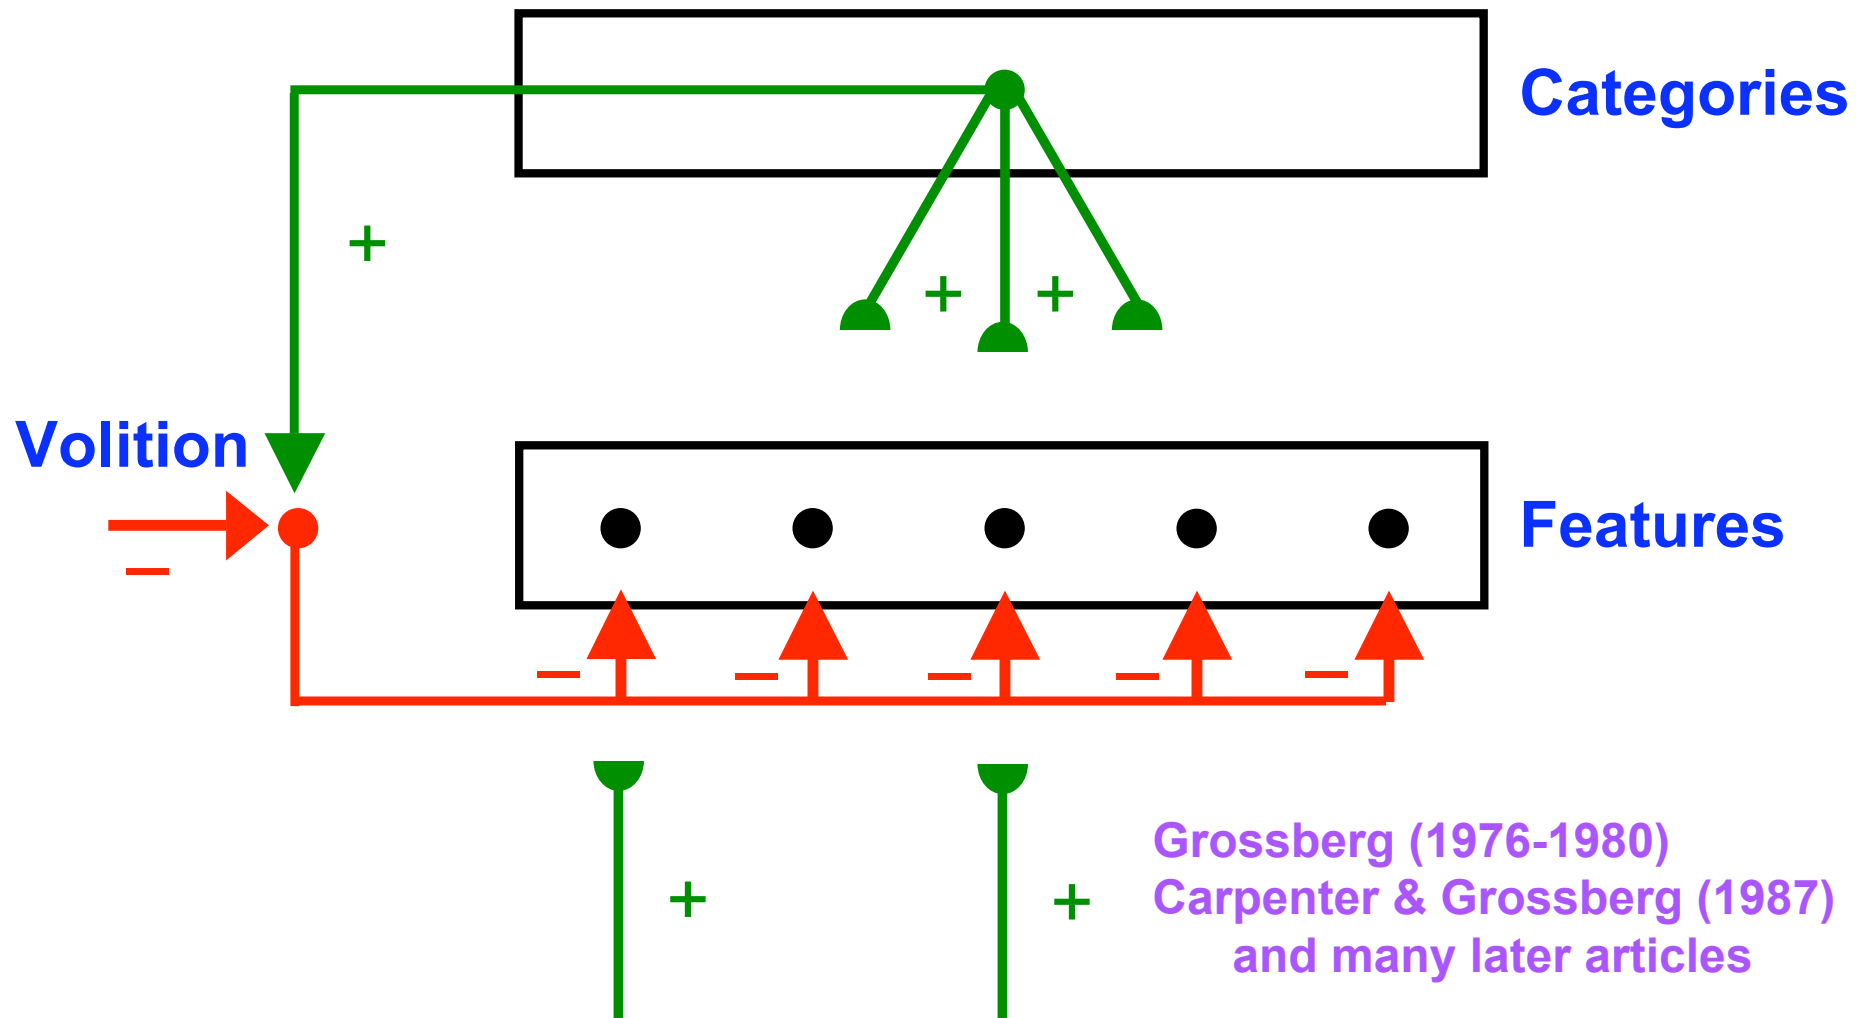 Categories
+
+ +
Volition
Features
–
– – – – –
Grossberg (1976-1980)
+ +
Carpenter & Grossberg (1987)
and many later articles